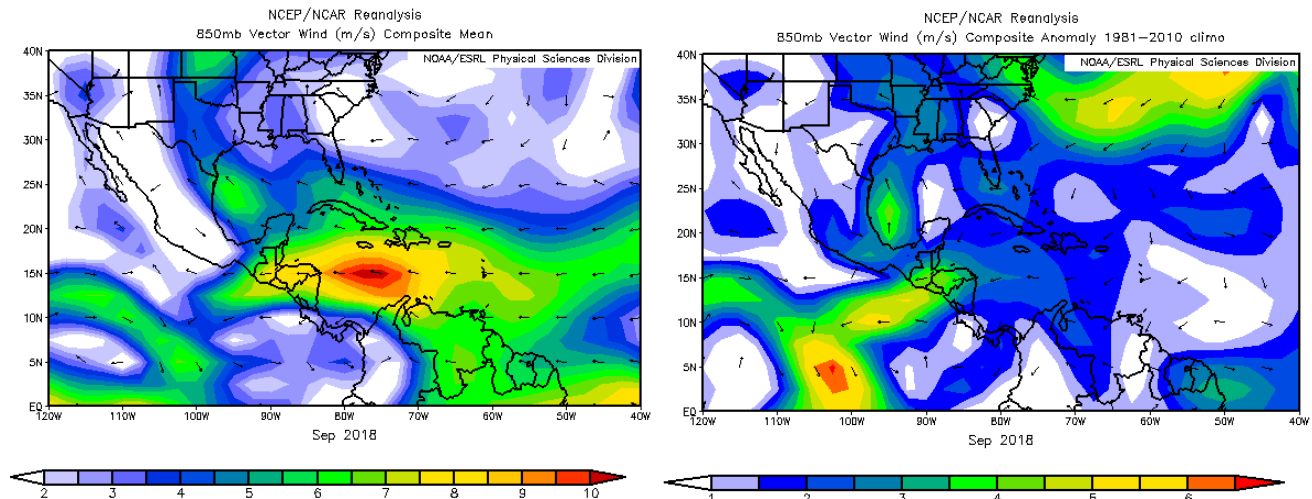 NCEP/NCAR Reanalysis
850mb Vector Wind (m/s) Composite Mean
NOAA/ESRL Physical Sciences Division
40N
35N
30N
25N
20N
15N
10N
5N
EQ
120W 110W 100W 90W 80W 70W 60W 50W 40W
Sep 2018
2 3 4 5 6 7 8 9 10
NCEP/NCAR Reanalysis
850mb Vector Wind (m/s) Composite Anomaly 1981-2010 climo
NOAA/ESRL Physical Sciences Division
40N
35N
30N
25N
20N
15N
10N
5N
EQ
120W 110W 100W 90W 80W 70W 60W 50W 40W
Sep 2018
1 2 3 4 5 6